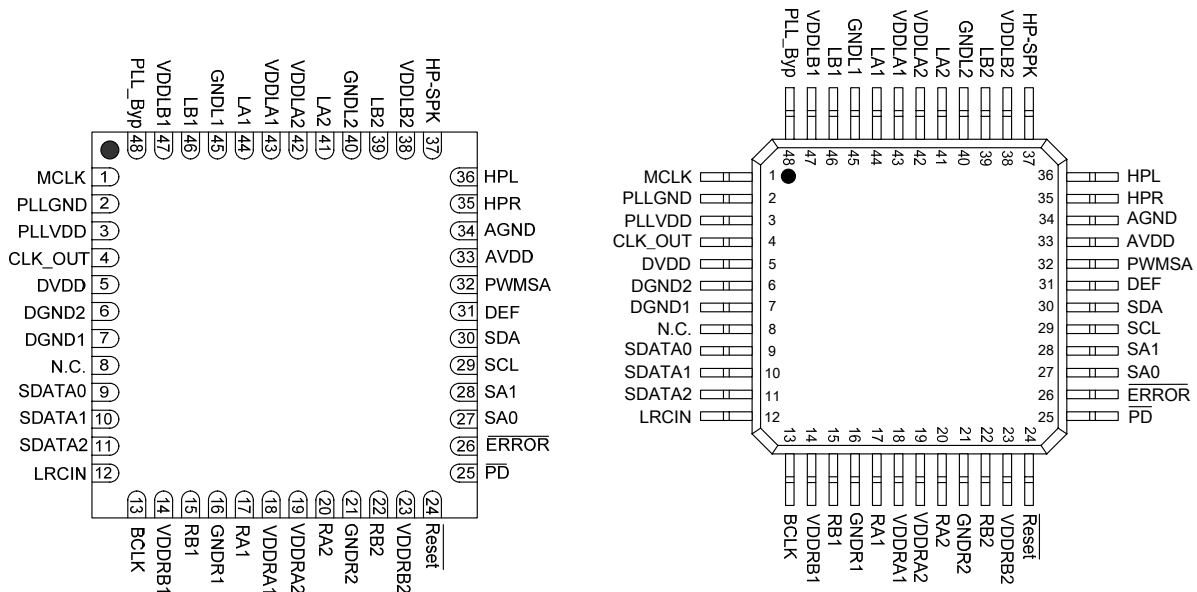 PLL_Byp
VDDLB1
LB1
GNDL1
LA1
VDDLA1
VDDLA2
LA2
GNDL2
LB2
VDDLB2
HP-SPK
48 47 46 45 44 43 42 41 40 39 38 37
MCLK 1
PLLGND 2
PLLVDD 3
CLK_OUT 4
DVDD 5
DGND2 6
DGND1 7
N.C. 8
SDATA0 9
SDATA1 10
SDATA2 11
LRCIN 12
36 HPL
35 HPR
34 AGND
33 AVDD
32 PWMSA
31 DEF
30 SDA
29 SCL
28 SA1
27 SA0
26 ERROR
25 PD
13 14 15 16 17 18 19 20 21 22 23 24
BCLK
VDDRB1
RB1
GNDR1
RA1
VDDRA1
VDDRA2
RA2
GNDR2
RB2
VDDRB2
Reset
PLL_Byp
VDDLB1
LB1
GNDL1
LA1
VDDLA1
VDDLA2
LA2
GNDL2
LB2
VDDLB2
HP-SPK
48 47 46 45 44 43 42 41 40 39 38 37
MCLK 1
PLLGND 2
PLLVDD 3
CLK_OUT 4
DVDD 5
DGND2 6
DGND1 7
N.C. 8
SDATA0 9
SDATA1 10
SDATA2 11
LRCIN 12
36 HPL
35 HPR
34 AGND
33 AVDD
32 PWMSA
31 DEF
30 SDA
29 SCL
28 SA1
27 SA0
26 ERROR
25 PD
13 14 15 16 17 18 19 20 21 22 23 24
BCLK
VDDRB1
RB1
GNDR1
RA1
VDDRA1
VDDRA2
RA2
GNDR2
RB2
VDDRB2
Reset